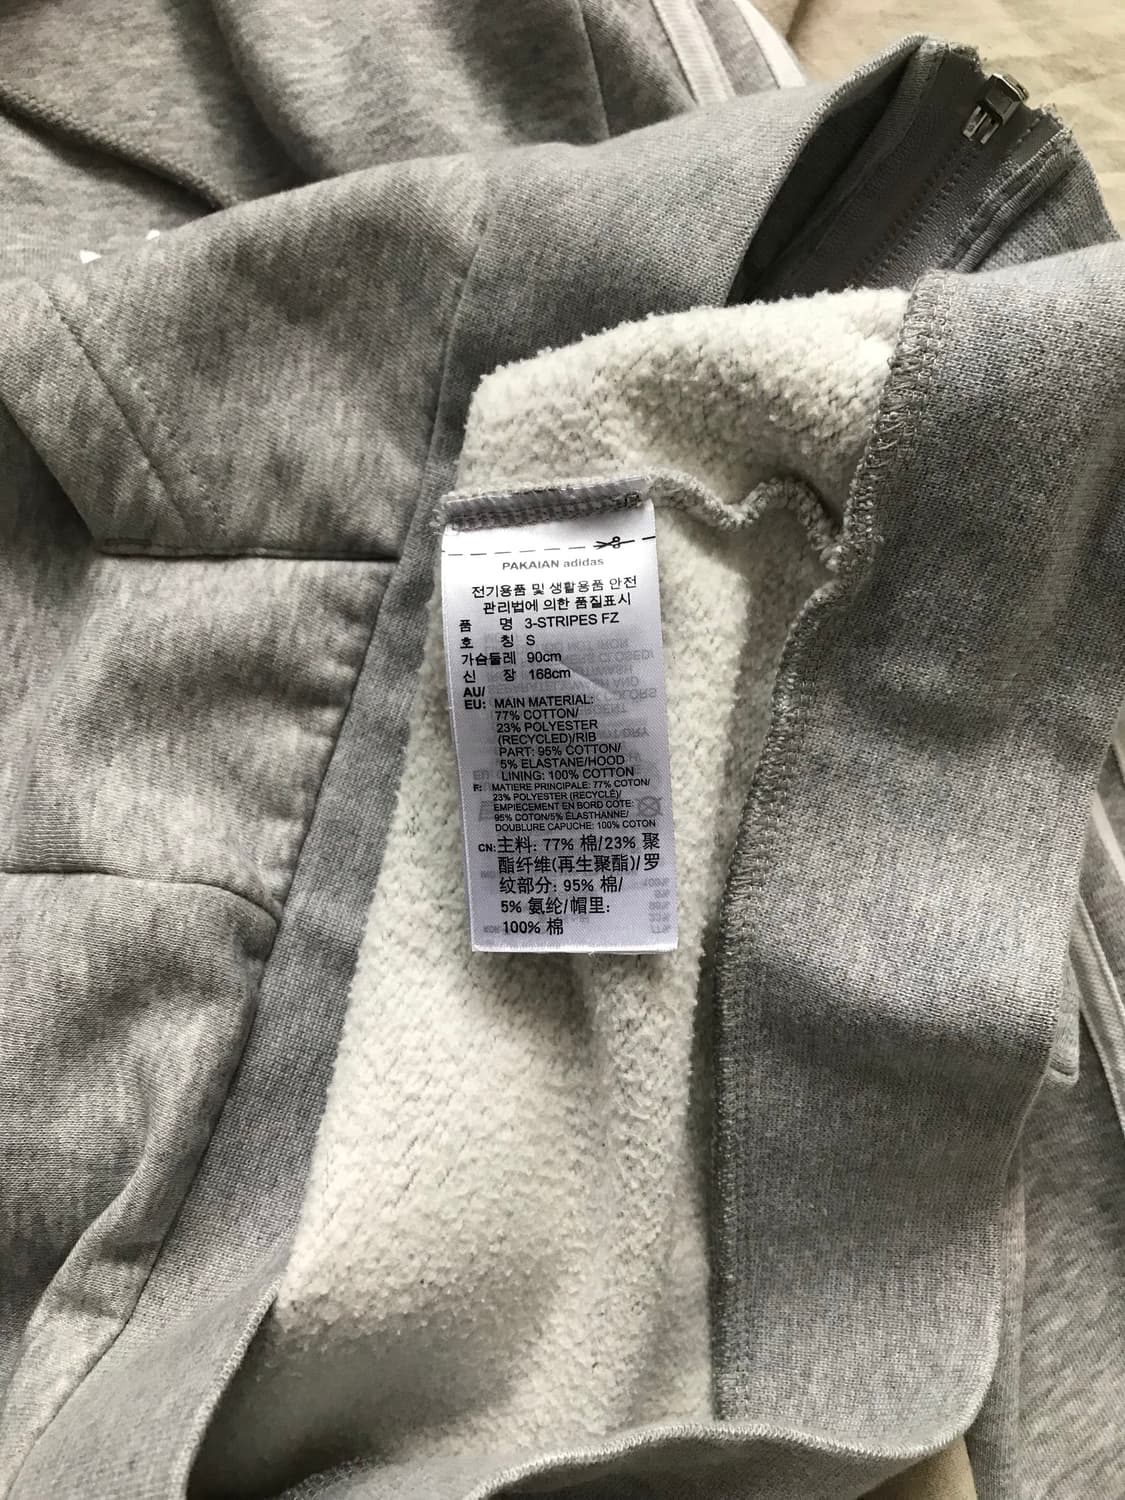 PAKAIAN adidas
전기용품 및 생활용품 안전
관리법에 의한 품질표시
품 명 3-STRIPES FZ
호 칭 S
가슴둘레 90cm
신 장 168cm
AU/
EU: MAIN MATERIAL:
77% COTTON/
23% POLYESTER
(RECYCLED)/RIB
PART: 95% COTTON/
5% ELASTANE/HOOD
LINING: 100% COTTON
F: MATIERE PRINCIPALE: 77% COTON/
23% POLYESTER (RECYCLÉ)/
EMPIECEMENT EN BORD COTE:
95% COTON/5% ÉLASTHANNE/
DOUBLURE CAPUCHE: 100% COTON
CN: 主料: 77% 棉/23% 聚
酯纤维(再生聚酯)/罗
纹部分: 95% 棉/
5% 氨纶/帽里:
100% 棉